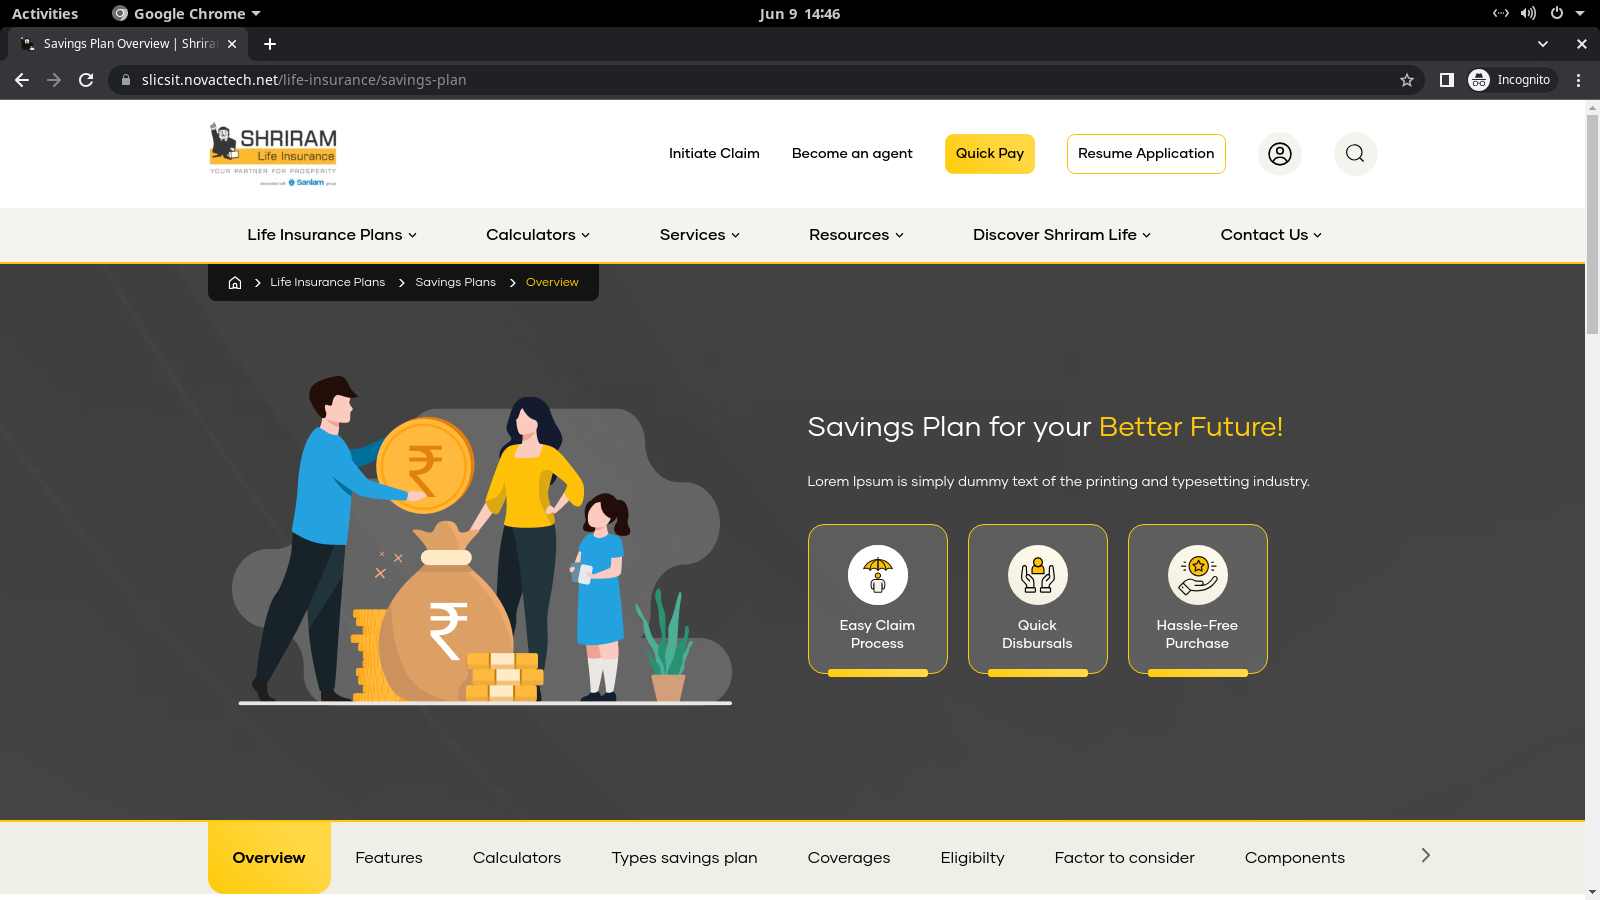 Activities
Google Chrome
Jun 9 14:46
Savings Plan Overview | Shrira
slicsit.novactech.net/life-insurance/savings-plan
Incognito
SHRIRAM
Life Insurance
YOUR PARTNER FOR PROSPERITY
associated with Sanlam group
Initiate Claim
Become an agent
Quick Pay
Resume Application
Life Insurance Plans
Calculators
Services
Resources
Discover Shriram Life
Contact Us
Life Insurance Plans
Savings Plans
Overview
₹
₹
Savings Plan for your Better Future!
Lorem Ipsum is simply dummy text of the printing and typesetting industry.
Easy Claim
Process
Quick
Disbursals
Hassle-Free
Purchase
Overview
Features
Calculators
Types savings plan
Coverages
Eligibilty
Factor to consider
Components